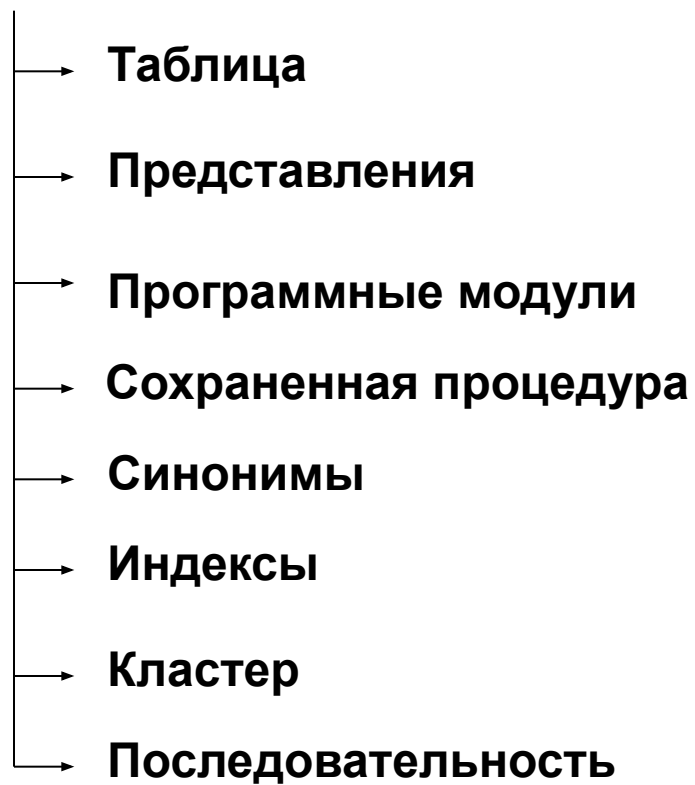 Таблица
Представления
Программные модули
Сохраненная процедура
Синонимы
Индексы
Кластер
Последовательность